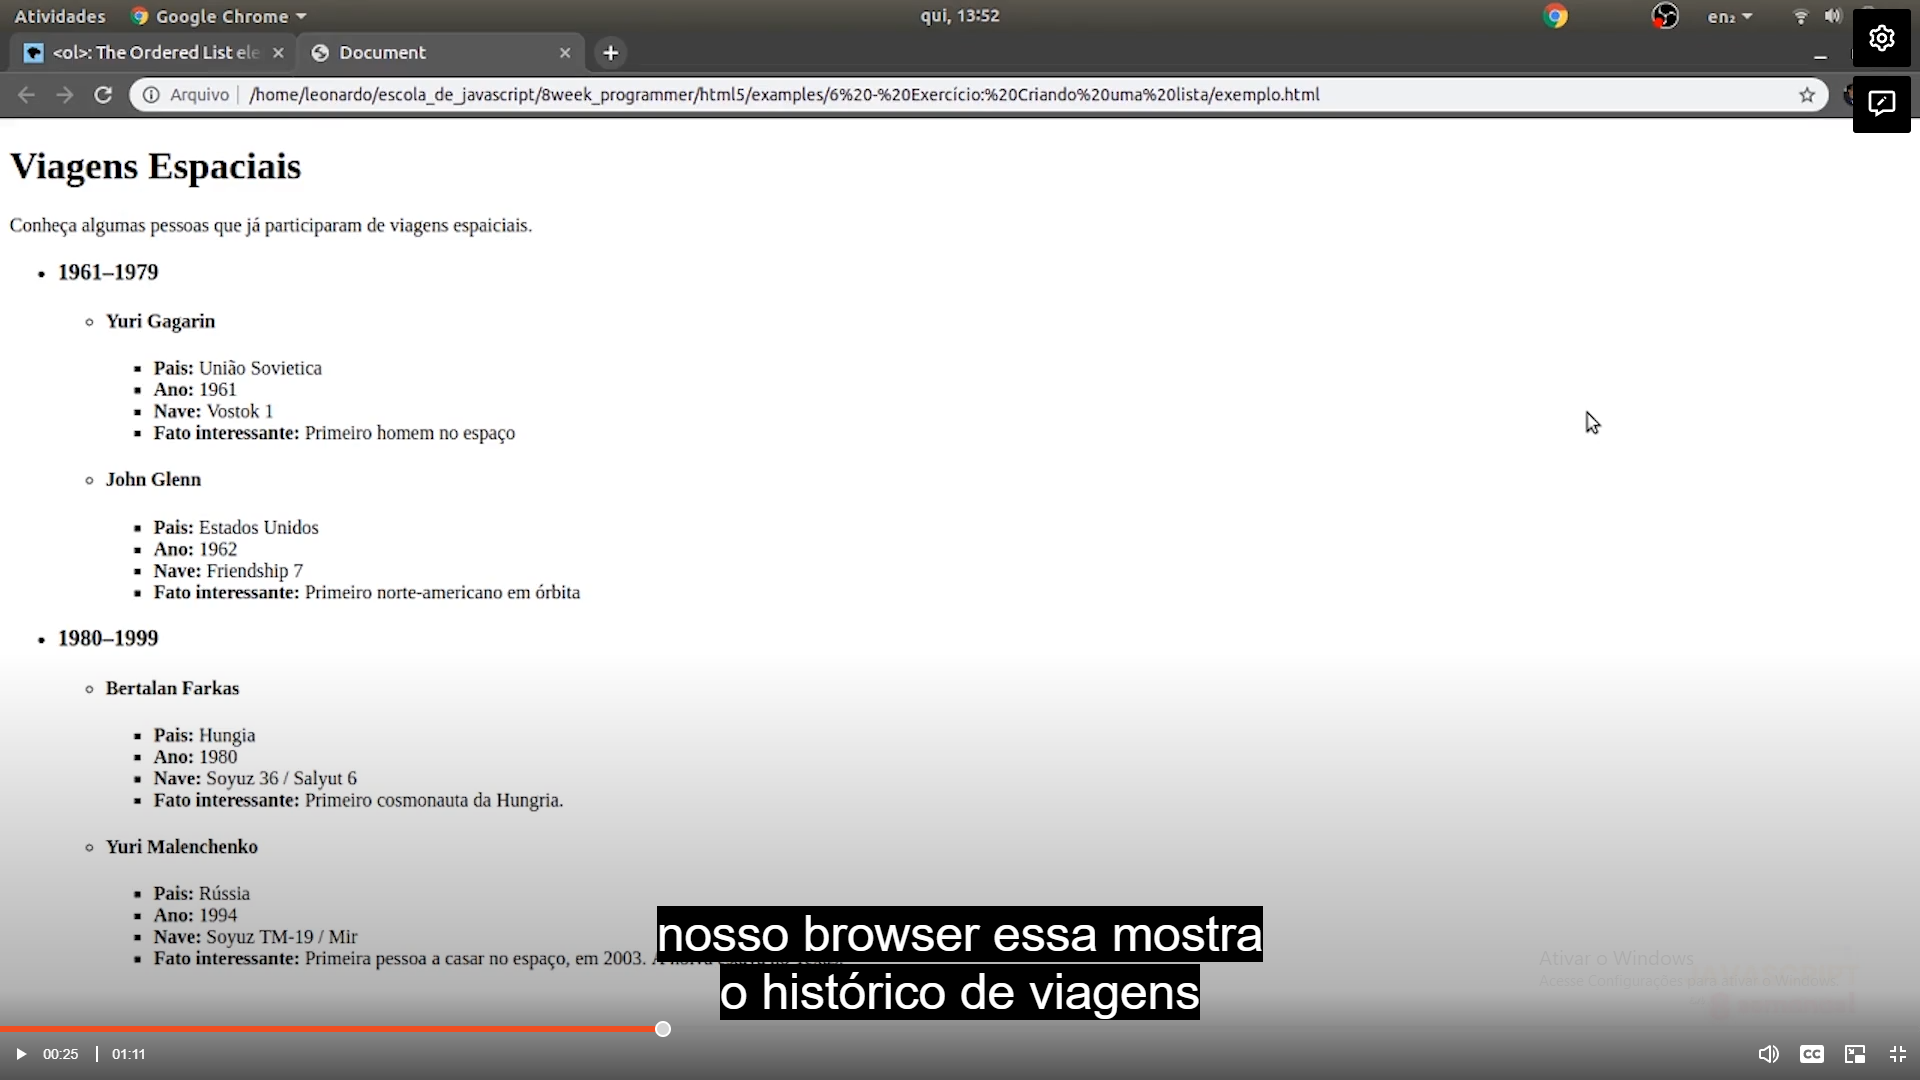 Atividades Google Chrome qui, 13:52 en₂
<ol>: The Ordered List ele Document
Arquivo /home/leonardo/escola_de_javascript/8week_programmer/html5/examples/6%20-%20Exercício:%20Criando%20uma%20lista/exemplo.html
Viagens Espaciais
Conheça algumas pessoas que já participaram de viagens espaiciais.
1961–1979
Yuri Gagarin
Pais: União Sovietica
Ano: 1961
Nave: Vostok 1
Fato interessante: Primeiro homem no espaço
John Glenn
Pais: Estados Unidos
Ano: 1962
Nave: Friendship 7
Fato interessante: Primeiro norte-americano em órbita
1980–1999
Bertalan Farkas
Pais: Hungia
Ano: 1980
Nave: Soyuz 36 / Salyut 6
Fato interessante: Primeiro cosmonauta da Hungria.
Yuri Malenchenko
Pais: Rússia
Ano: 1994
Nave: Soyuz TM-19 / Mir
Fato interessante: Primeira pessoa a casar no espaço, em 2003.
nosso browser essa mostra
o histórico de viagens
Ativar o Windows
Acesse Configurações para ativar o Windows.
00:25 | 01:11 CC